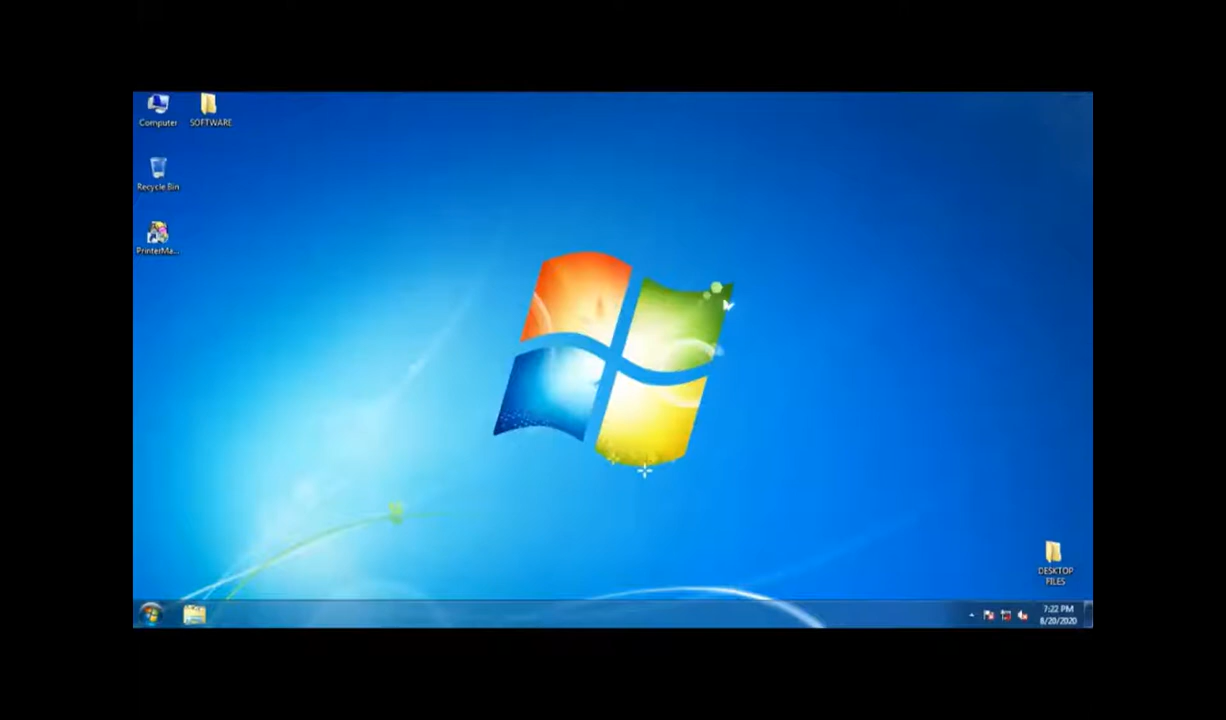 Computer
SOFTWARE
Recycle Bin
PrinterMa...
DESKTOP
FILES
7:22 PM
8/20/2020